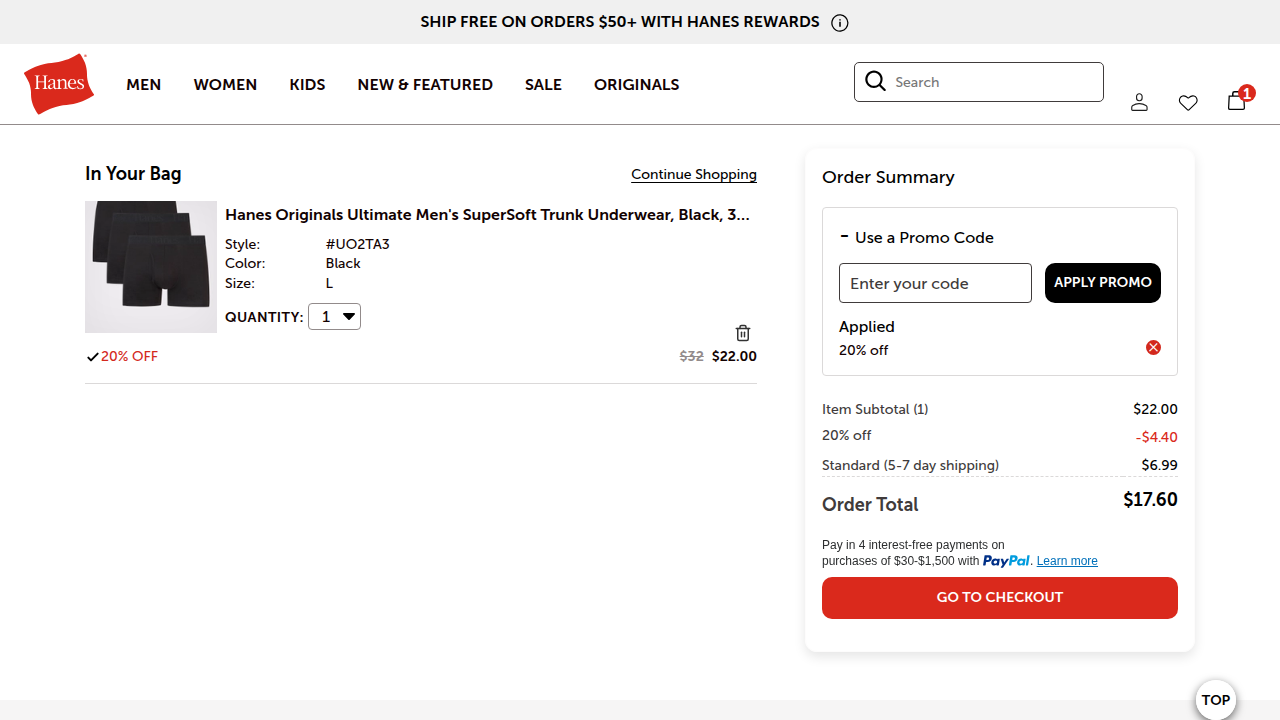 SHIP FREE ON ORDERS $50+ WITH HANES REWARDS
Hanes
MEN WOMEN KIDS NEW & FEATURED SALE ORIGINALS
Search
1
In Your Bag
Continue Shopping
Hanes Originals Ultimate Men's SuperSoft Trunk Underwear, Black, 3...
Style: #UO2TA3
Color: Black
Size: L
QUANTITY: 1
20% OFF
$32 $22.00
Order Summary
- Use a Promo Code
Enter your code
APPLY PROMO
Applied
20% off
Item Subtotal (1) $22.00
20% off -$4.40
Standard (5-7 day shipping) $6.99
Order Total $17.60
Pay in 4 interest-free payments on
purchases of $30-$1,500 with PayPal. Learn more
GO TO CHECKOUT
TOP